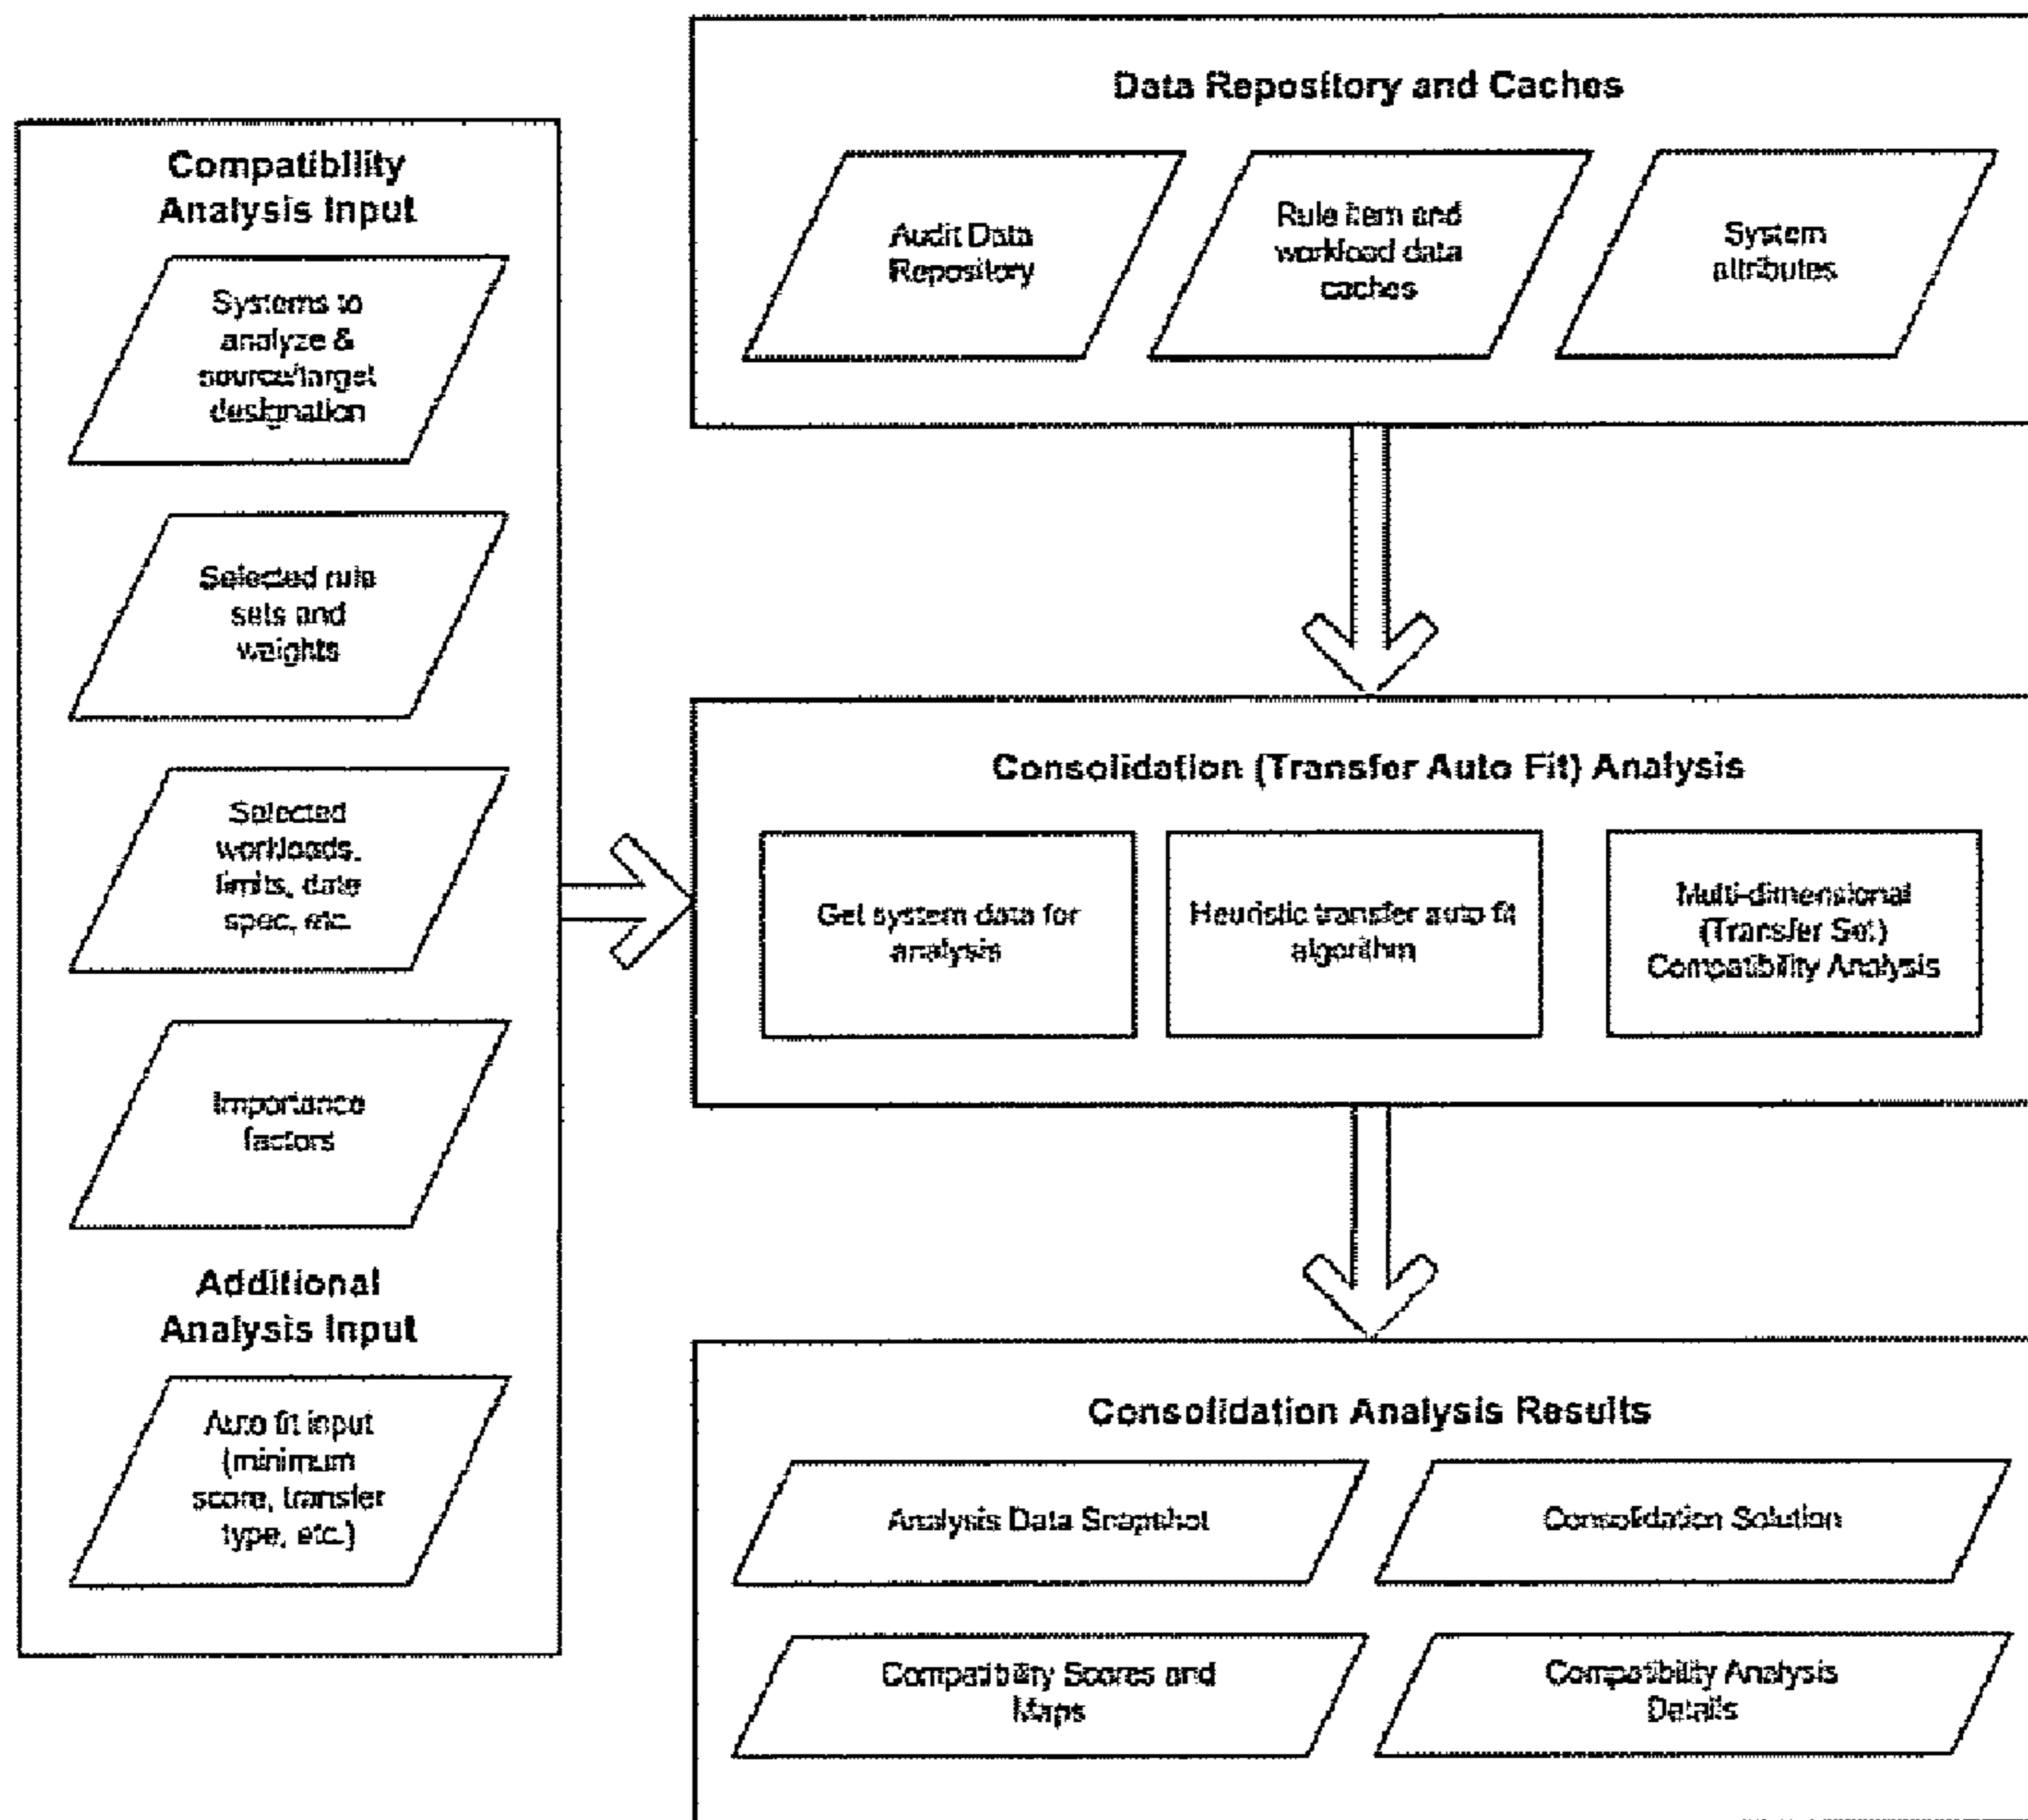 Compatibility
Analysis Input
Systems to
analyze &
source/target
designation
Selected rule
sets and
weights
Selected
workloads,
limits, date
spec, etc.
Importance
factors
Additional
Analysis Input
Auto fit input
(minimum
score, transfer
type, etc.)
Data Repository and Caches
Audit Data
Repository
Rule item and
workload data
caches
System
attributes
Consolidation (Transfer Auto Fit) Analysis
Get system data for
analysis
Heuristic transfer auto fit
algorithm
Multi-dimensional
(Transfer Set)
Compatibility Analysis
Consolidation Analysis Results
Analysis Data Snapshot
Consolidation Solution
Compatibility Scores and
Maps
Compatibility Analysis
Details